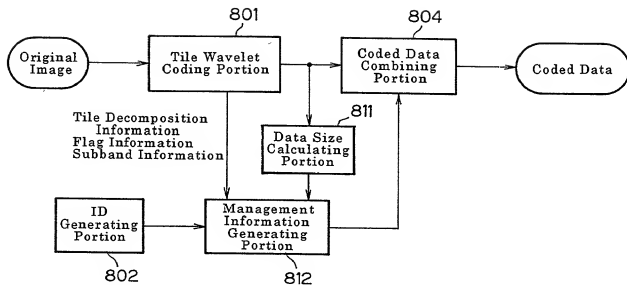 801
804
Original
Image
Tile Wavelet
Coding Portion
Coded Data
Combining
Portion
Coded Data
Tile Decomposition
Information
Flag Information
Subband Information
811
Data Size
Calculating
Portion
ID
Generating
Portion
Management
Information
Generating
Portion
802
812